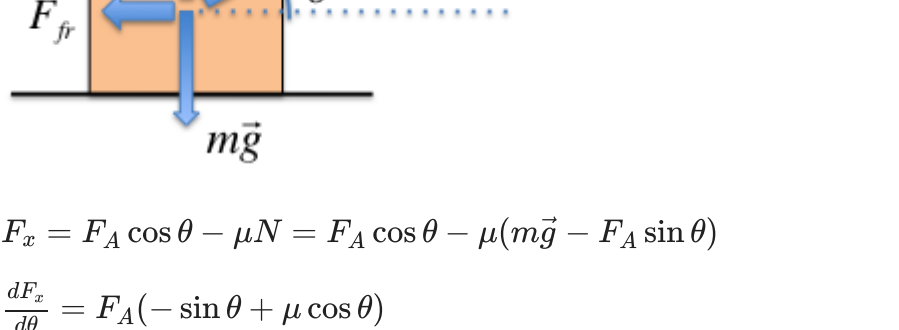 F_fr
mg⃗
F_x = F_A cos θ − μN = F_A cos θ − μ(mg⃗ − F_A sin θ)
dF_x/dθ = F_A(− sin θ + μ cos θ)